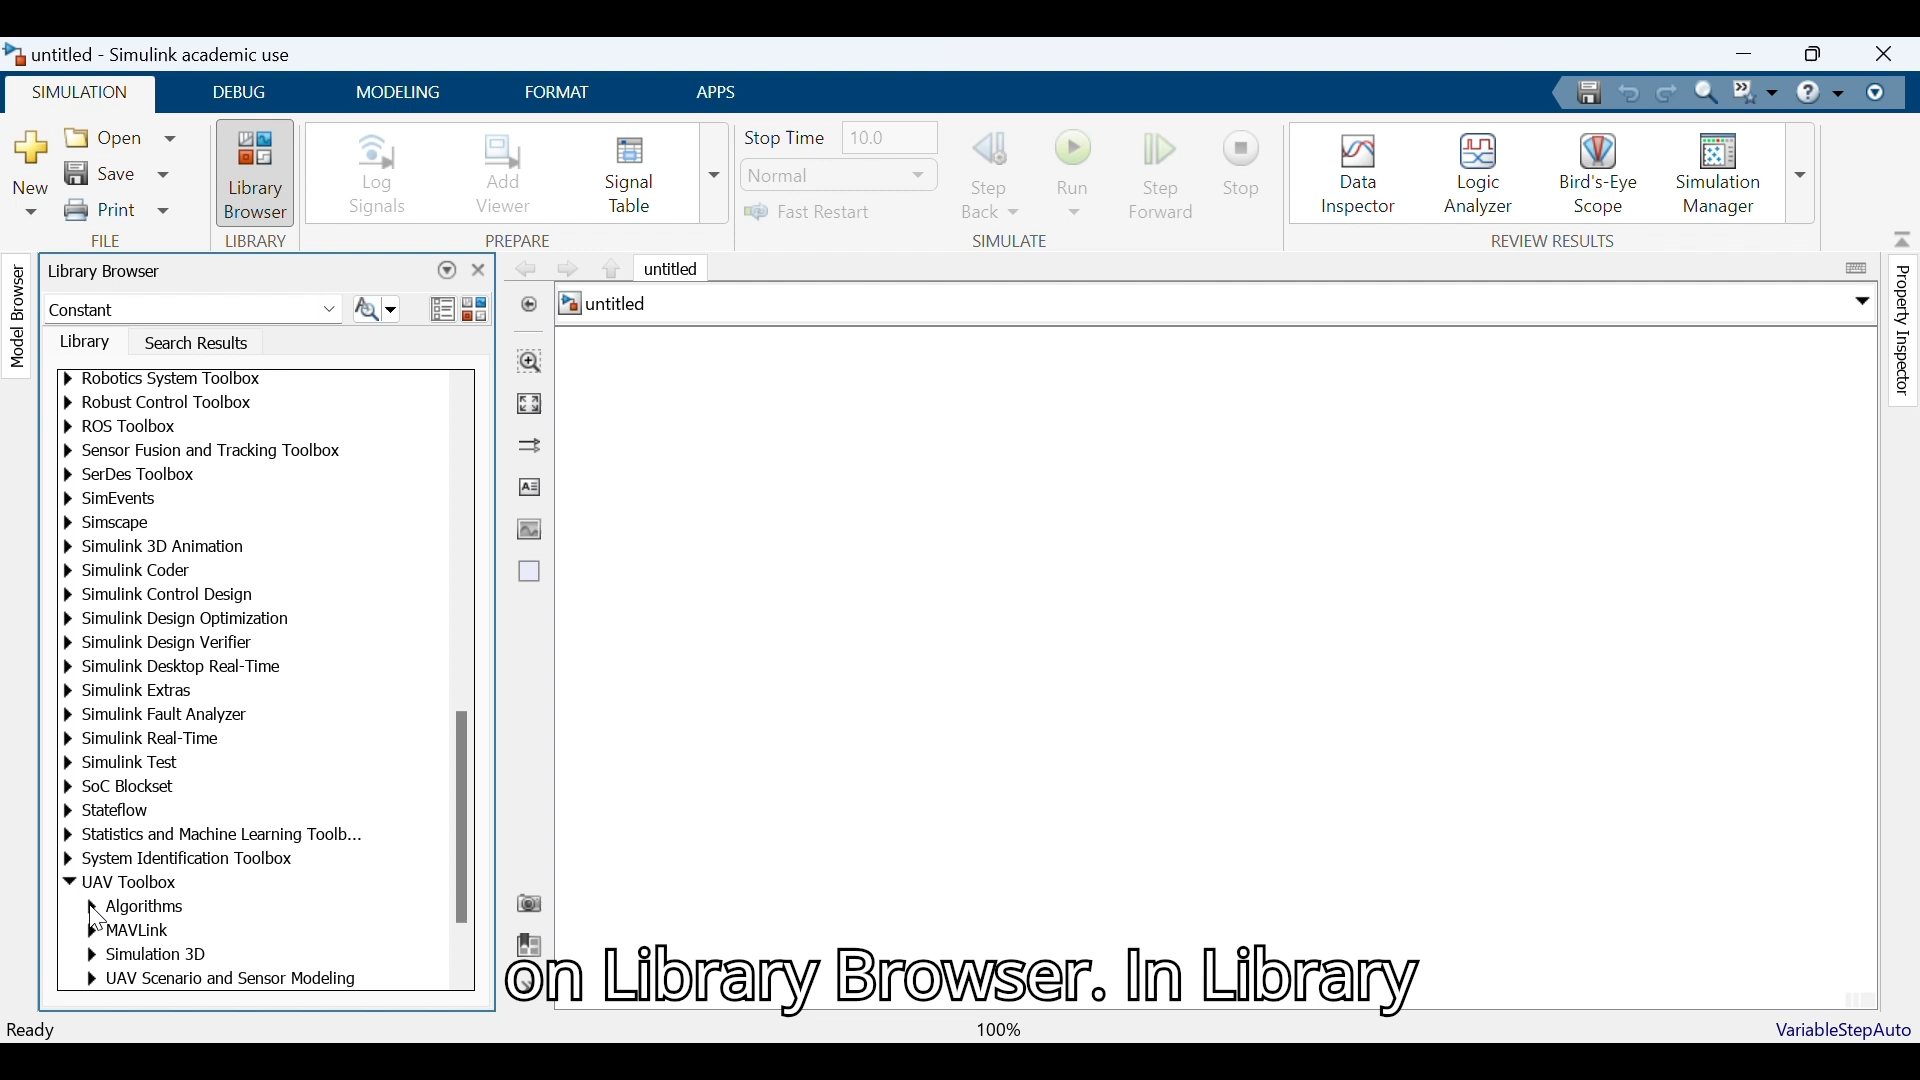 untitled - Simulink academic use
SIMULATION
DEBUG
MODELING
FORMAT
APPS
New
Open
Save
Print
FILE
Library
Browser
LIBRARY
Log
Signals
Add
Viewer
Signal
Table
PREPARE
Stop Time
10.0
Normal
Fast Restart
Step
Back
Run
Step
Forward
Stop
SIMULATE
Data
Inspector
Logic
Analyzer
Bird's-Eye
Scope
Simulation
Manager
REVIEW RESULTS
Model Browser
Library Browser
Constant
Library
Search Results
Robotics System Toolbox
Robust Control Toolbox
ROS Toolbox
Sensor Fusion and Tracking Toolbox
SerDes Toolbox
SimEvents
Simscape
Simulink 3D Animation
Simulink Coder
Simulink Control Design
Simulink Design Optimization
Simulink Design Verifier
Simulink Desktop Real-Time
Simulink Extras
Simulink Fault Analyzer
Simulink Real-Time
Simulink Test
SoC Blockset
Stateflow
Statistics and Machine Learning Toolb...
System Identification Toolbox
UAV Toolbox
Algorithms
MAVLink
Simulation 3D
UAV Scenario and Sensor Modeling
untitled
untitled
Property Inspector
on Library Browser. In Library
Ready
100%
VariableStepAuto